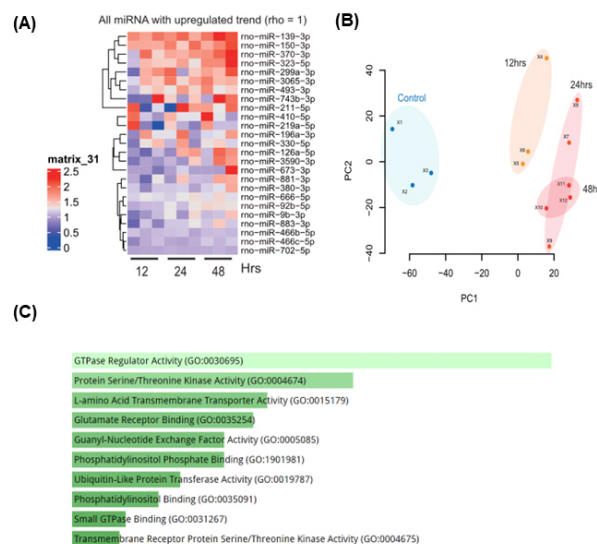 (A)
All miRNA with upregulated trend (rho = 1)
rno-miR-139-3p
rno-miR-150-3p
rno-miR-370-3p
rno-miR-323-5p
rno-miR-299a-3p
rno-miR-3065-3p
rno-miR-493-3p
rno-miR-743b-3p
rno-miR-211-5p
rno-miR-410-5p
rno-miR-219a-5p
rno-miR-196a-3p
rno-miR-330-5p
rno-miR-126a-5p
rno-miR-3590-3p
rno-miR-673-3p
rno-miR-881-3p
rno-miR-380-3p
rno-miR-666-5p
rno-miR-92b-5p
rno-miR-9b-3p
rno-miR-883-3p
rno-miR-466b-5p
rno-miR-466c-5p
rno-miR-702-5p
matrix_31
2.5
2
1.5
1
0.5
0
12 24 48 Hrs
(B)
PC2
40
20
0
−20
−40
−60 −40 −20 0 20
PC1
Control
12hrs
24hrs
48h
X1
X2
X3
X4
X7
X10
X11
X12
(C)
GTPase Regulator Activity (GO:0030695)
Protein Serine/Threonine Kinase Activity (GO:0004674)
L-amino Acid Transmembrane Transporter Activity (GO:0015179)
Glutamate Receptor Binding (GO:0035254)
Guanyl-Nucleotide Exchange Factor Activity (GO:0005085)
Phosphatidylinositol Phosphate Binding (GO:1901981)
Ubiquitin-Like Protein Transferase Activity (GO:0019787)
Phosphatidylinositol Binding (GO:0035091)
Small GTPase Binding (GO:0031267)
Transmembrane Receptor Protein Serine/Threonine Kinase Activity (GO:0004675)